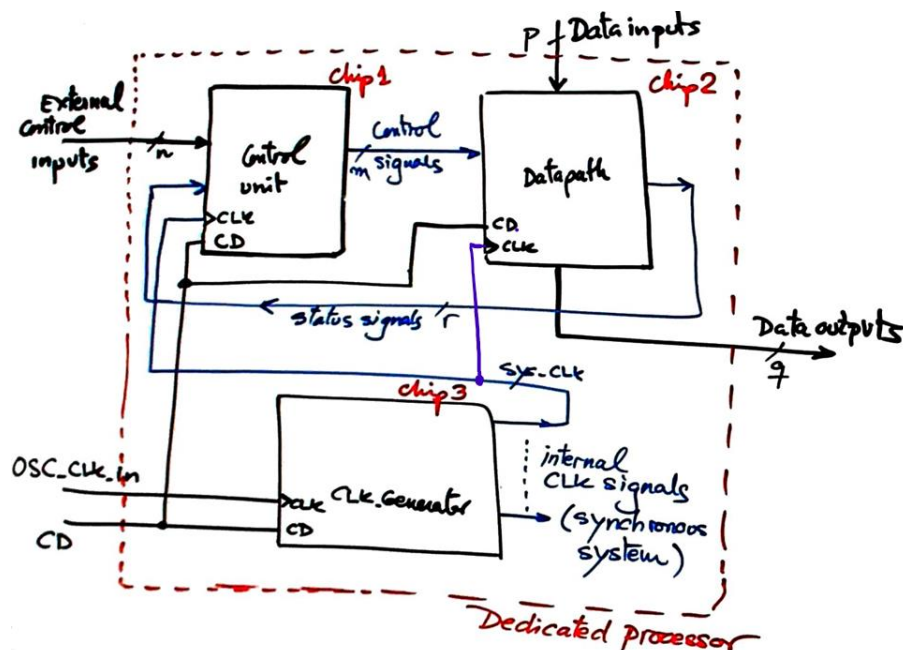 P Data inputs
chip1
chip2
External
Control
inputs
n
Control
unit
CLK
CD
Control
m signals
Datapath
CD.
CLK
status signals r
Data outputs
q
SYS_CLK
chip3
OSC_CLK_in
CD
CLK_Generator
CLK
CD
internal
CLK signals
(synchronous
system)
Dedicated processor